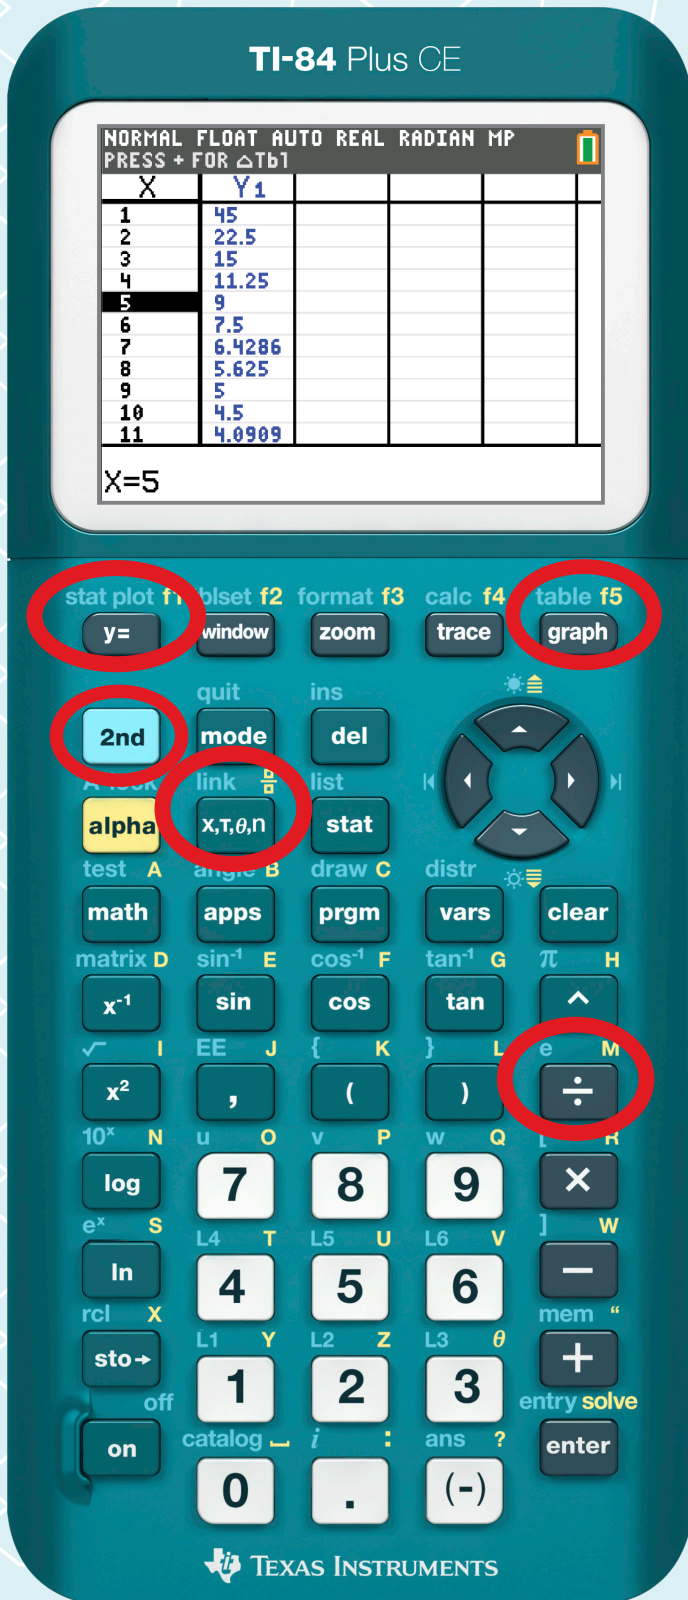 TI-84 Plus CE
NORMAL FLOAT AUTO REAL RADIAN MP
PRESS + FOR △Tbl
X Y1
1 45
2 22.5
3 15
4 11.25
5 9
6 7.5
7 6.4286
8 5.625
9 5
10 4.5
11 4.0909
X=5
stat plot f1 tblset f2 format f3 calc f4 table f5
y= window zoom trace graph
quit ins
2nd mode del
A-lock link list
alpha x,T,θ,n stat
test A angle B draw C distr
math apps prgm vars clear
matrix D sin⁻¹ E cos⁻¹ F tan⁻¹ G π H
x⁻¹ sin cos tan ^
√ I EE J { K } L e M
x² , ( ) ÷
10ˣ N u O v P w Q [ R
log 7 8 9 ×
eˣ S L4 T L5 U L6 V ] W
ln 4 5 6 −
rcl X L1 Y L2 Z L3 θ mem “
sto→ 1 2 3 +
off catalog ⎵ i : ans ? entry solve
on 0 . (-) enter
TEXAS INSTRUMENTS